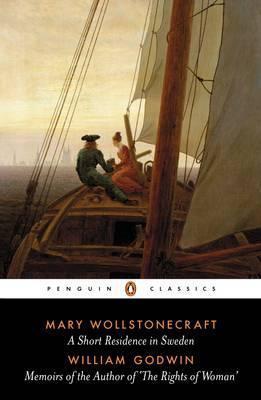 PENGUIN CLASSICS
MARY WOLLSTONECRAFT
A Short Residence in Sweden
WILLIAM GODWIN
Memoirs of the Author of 'The Rights of Woman'